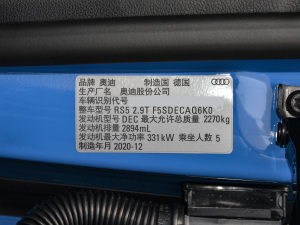 品牌 奥迪 制造国 德国
生产厂名 奥迪股份公司
车辆识别代号
整车型号 RS5 2.9T F5SDECAQ6K0
发动机型号 DEC 最大允许总质量 2270kg
发动机排量 2894mL
发动机最大净功率 331kW 乘坐人数 5
制造年月 2020-12